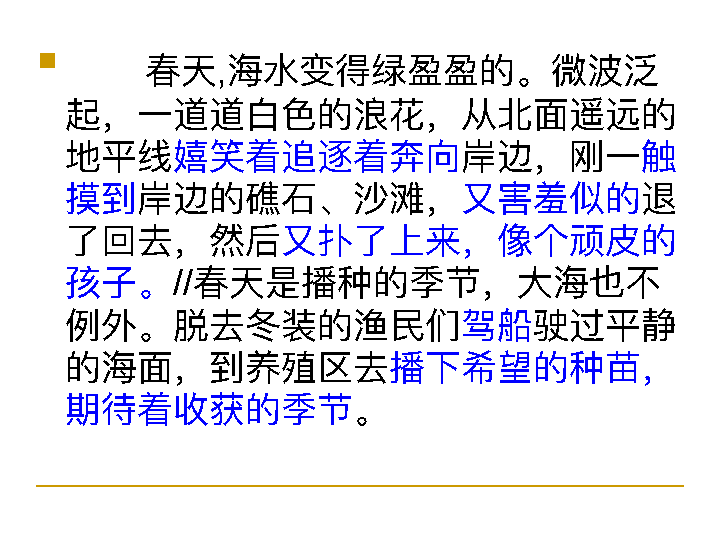 春天,海水变得绿盈盈的。微波泛
起，一道道白色的浪花，从北面遥远的
地平线嬉笑着追逐着奔向岸边，刚一触
摸到岸边的礁石、沙滩，又害羞似的退
了回去，然后又扑了上来，像个顽皮的
孩子。//春天是播种的季节，大海也不
例外。脱去冬装的渔民们驾船驶过平静
的海面，到养殖区去播下希望的种苗，
期待着收获的季节。